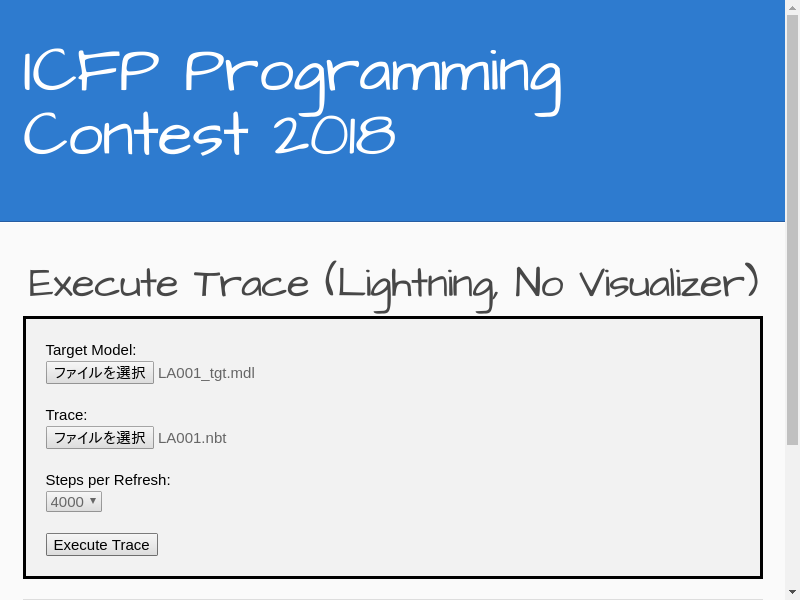 ICFP Programming
Contest 2018
Execute Trace (Lightning, No Visualizer)
Target Model:
ファイルを選択 LA001_tgt.mdl
Trace:
ファイルを選択 LA001.nbt
Steps per Refresh:
4000
Execute Trace